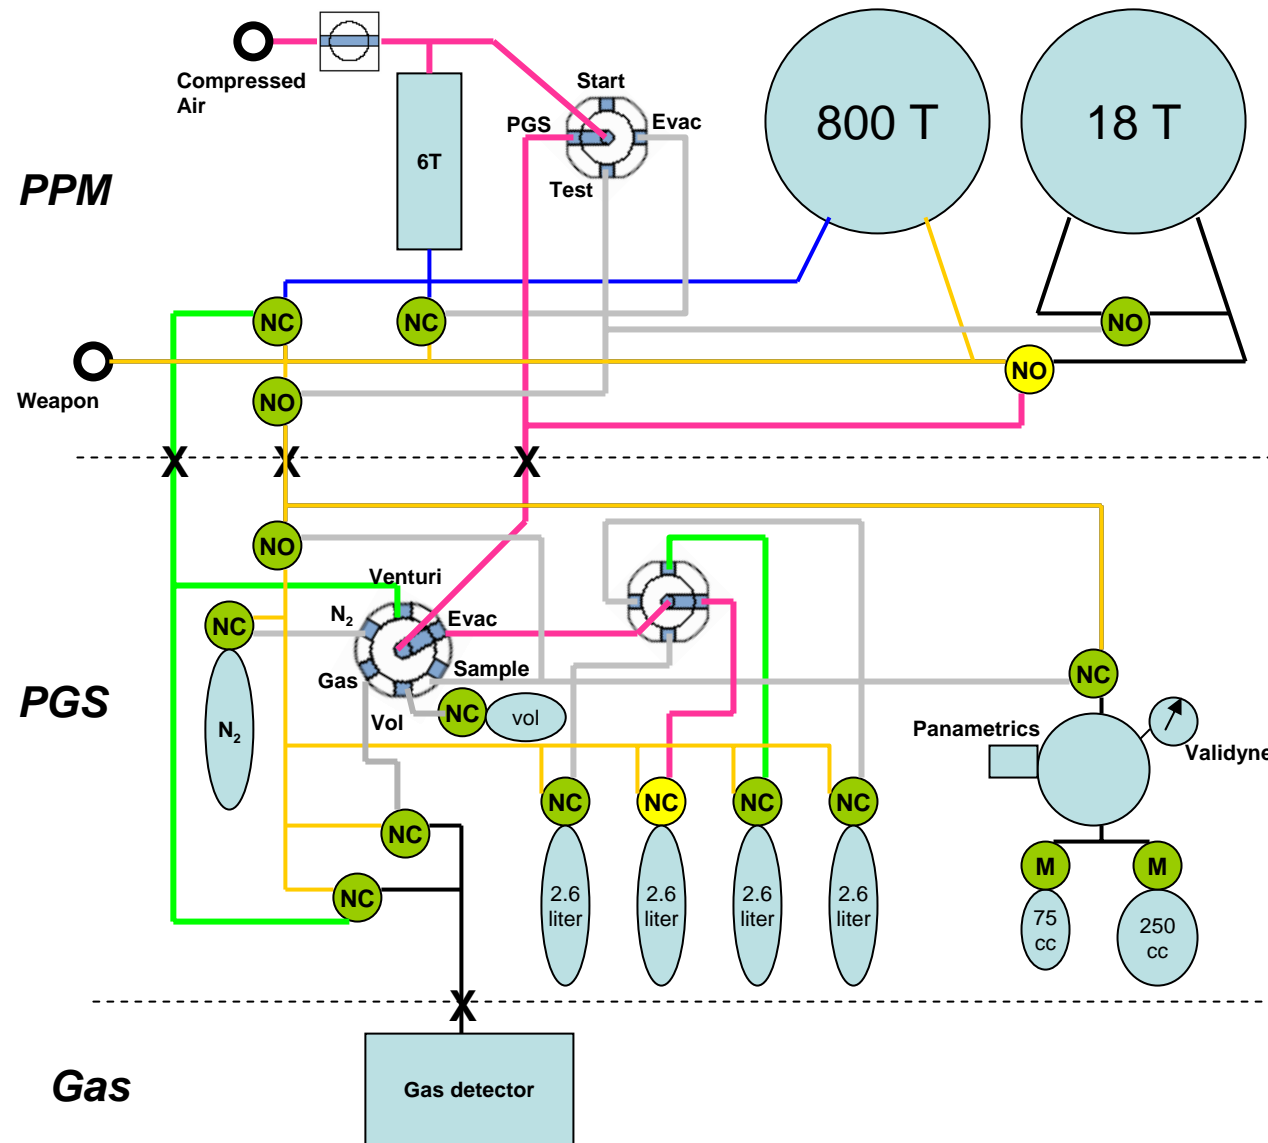 Compressed
Air
Start
PGS
Evac
Test
6T
800 T
18 T
PPM
NC
NC
NO
NO
Weapon
NO
X
X
X
NO
Venturi
N₂
Evac
NC
Sample
Gas
Vol
NC
vol
NC
PGS
N₂
Panametrics
Validyne
NC
NC
NC
NC
NC
NC
M
M
2.6
liter
2.6
liter
2.6
liter
2.6
liter
75
cc
250
cc
X
Gas
Gas detector